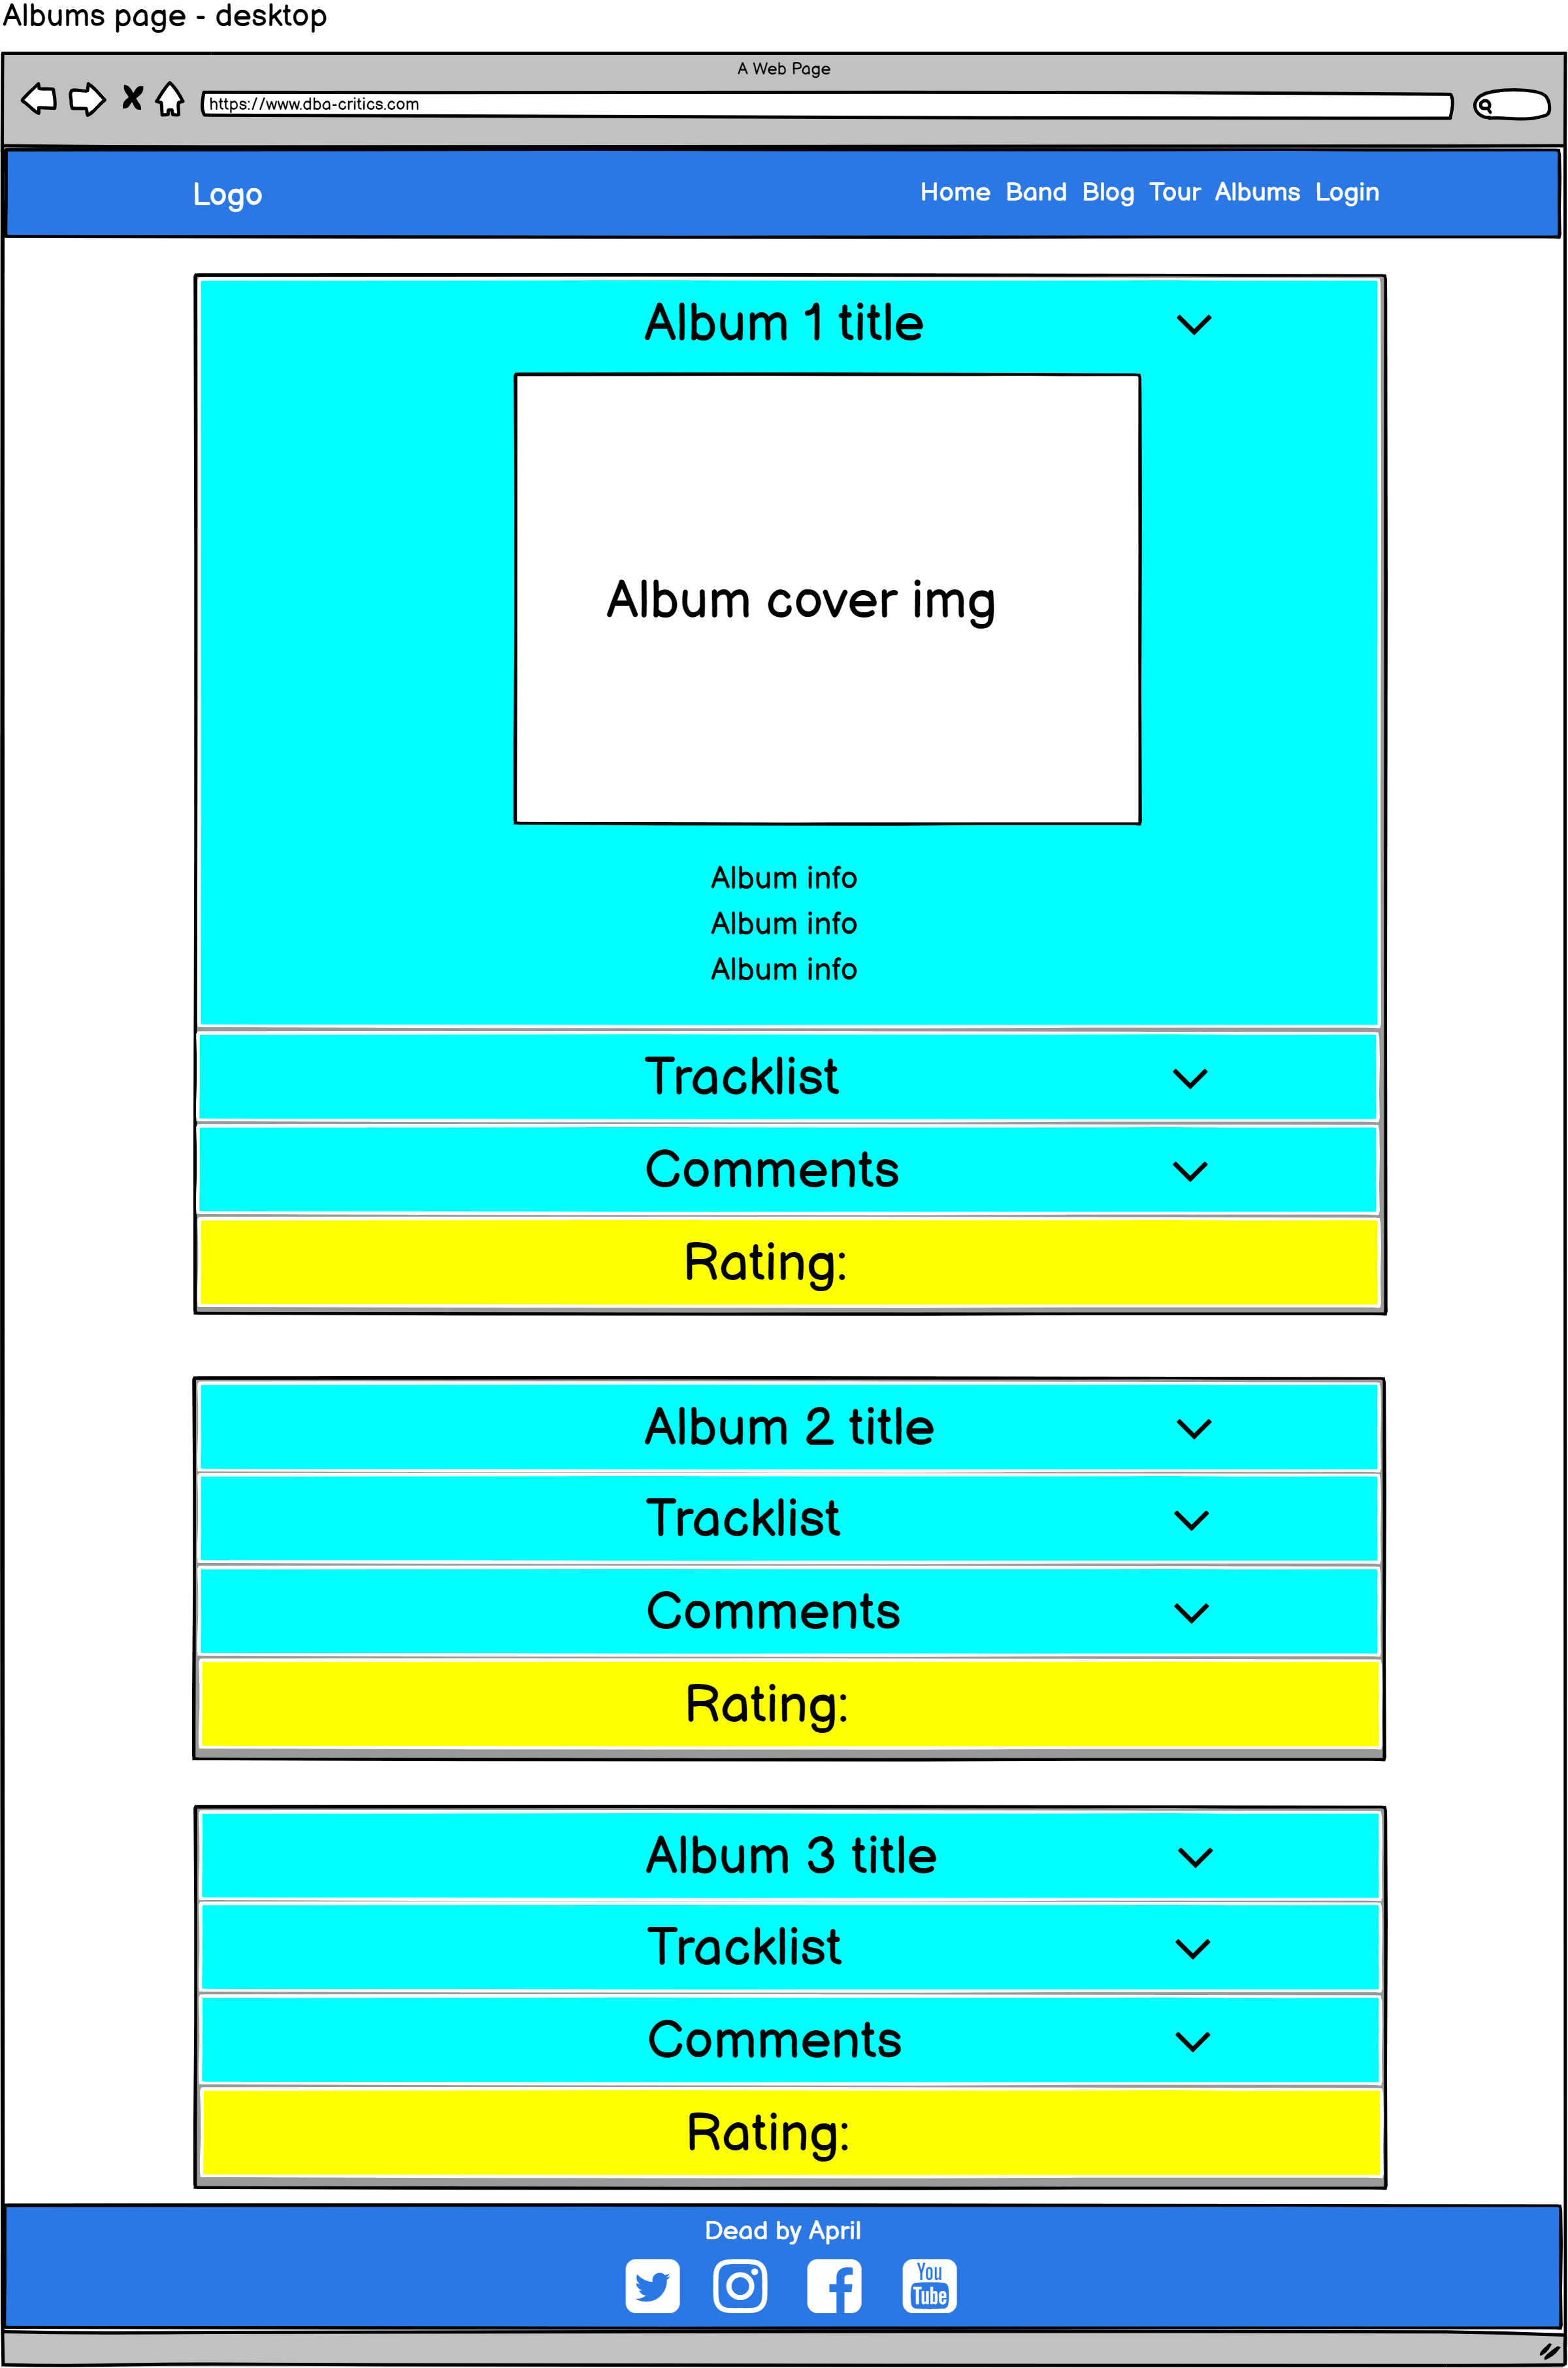 Albums page - desktop
A Web Page
https://www.dba-critics.com
Logo
Home Band Blog Tour Albums Login
Album 1 title
Album cover img
Album info
Album info
Album info
Tracklist
Comments
Rating:
Album 2 title
Tracklist
Comments
Rating:
Album 3 title
Tracklist
Comments
Rating:
Dead by April
You
Tube